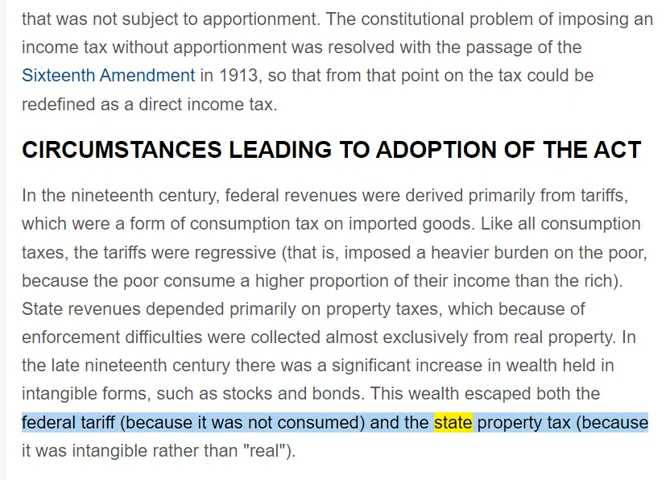 that was not subject to apportionment. The constitutional problem of imposing an
income tax without apportionment was resolved with the passage of the
Sixteenth Amendment in 1913, so that from that point on the tax could be
redefined as a direct income tax.
CIRCUMSTANCES LEADING TO ADOPTION OF THE ACT
In the nineteenth century, federal revenues were derived primarily from tariffs,
which were a form of consumption tax on imported goods. Like all consumption
taxes, the tariffs were regressive (that is, imposed a heavier burden on the poor,
because the poor consume a higher proportion of their income than the rich).
State revenues depended primarily on property taxes, which because of
enforcement difficulties were collected almost exclusively from real property. In
the late nineteenth century there was a significant increase in wealth held in
intangible forms, such as stocks and bonds. This wealth escaped both the
federal tariff (because it was not consumed) and the state property tax (because
it was intangible rather than "real").